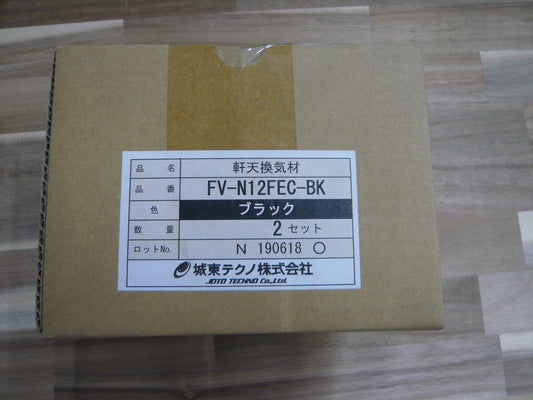 品 名 軒天換気材
品 番 FV-N12FEC-BK
色 ブラック
数 量 2 セット
ロットNo. N 190618 〇
城東テクノ株式会社
JOTO TECHNO Co.,Ltd.